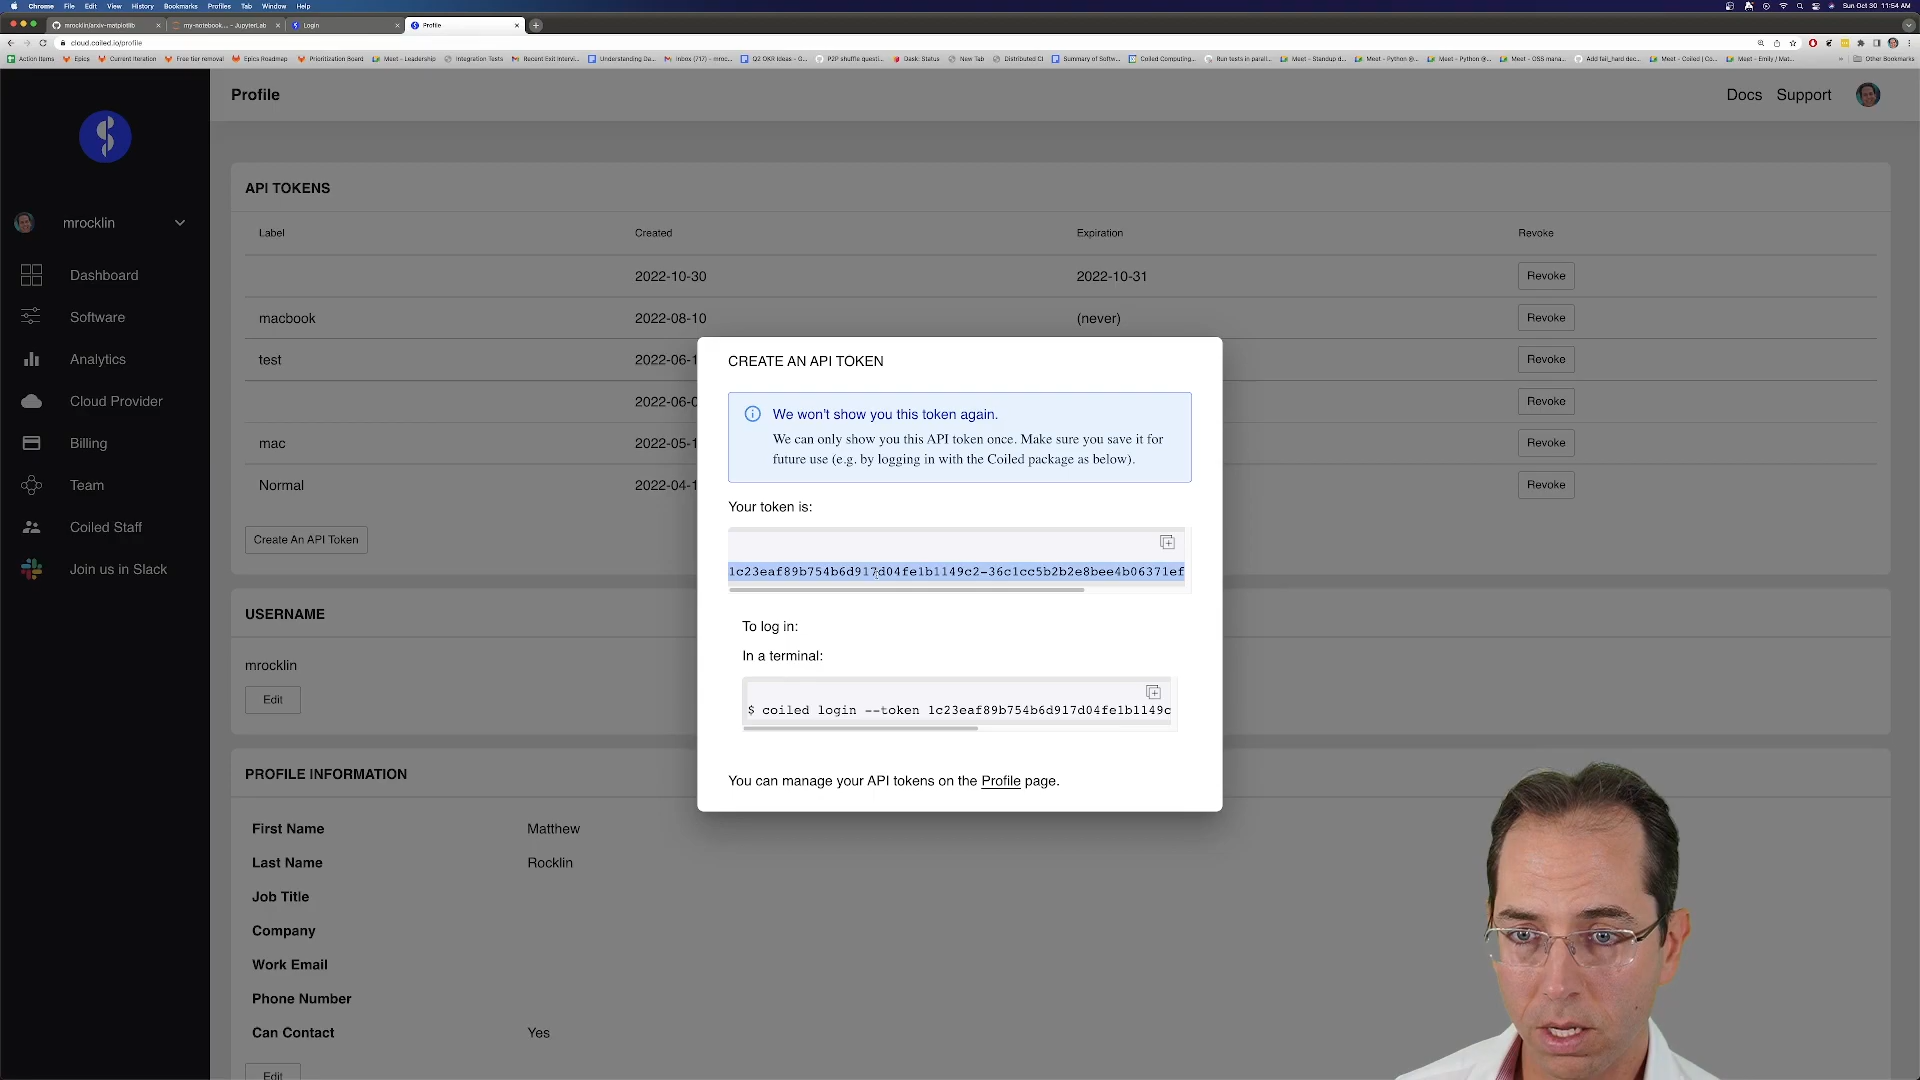 Chrome File Edit View History Bookmarks Profiles Tab Window Help
Sun Oct 30 11:54 AM
mrocklin/arxiv-matplotlib
my-notebook... – JupyterLab
Login
Profile
cloud.coiled.io/profile
Action Items
Epics
Current Iteration
Free tier removal
Epics Roadmap
Prioritization Board
Meet – Leadership
Integration Tests
Recent Exit Intervi...
Understanding Da...
Inbox (717) – mroc...
Q2 OKR Ideas - G...
P2P shuffle questi...
Dask: Status
New Tab
Distributed CI
Summary of Softw...
Coiled Computing...
Run tests in parall...
Meet – Standup d...
Meet – Python @...
Meet – Python @...
Meet – OSS mana...
Add fail_hard dec...
Meet – Coiled | Co...
Meet – Emily / Mat...
Other Bookmarks
Profile
Docs
Support
mrocklin
Dashboard
Software
Analytics
Cloud Provider
Billing
Team
Coiled Staff
Join us in Slack
API TOKENS
Label Created Expiration Revoke
2022-10-30 2022-10-31 Revoke
macbook 2022-08-10 (never) Revoke
test 2022-06-1 Revoke
2022-06-0 Revoke
mac 2022-05-1 Revoke
Normal 2022-04-1 Revoke
Create An API Token
USERNAME
mrocklin
Edit
PROFILE INFORMATION
First Name Matthew
Last Name Rocklin
Job Title
Company
Work Email
Phone Number
Can Contact Yes
Edit
CREATE AN API TOKEN
We won't show you this token again.
We can only show you this API token once. Make sure you save it for
future use (e.g. by logging in with the Coiled package as below).
Your token is:
1c23eaf89b754b6d917d04fe1b1149c2-36c1cc5b2b2e8bee4b06371ef
To log in:
In a terminal:
$ coiled login --token 1c23eaf89b754b6d917d04fe1b1149c
You can manage your API tokens on the Profile page.